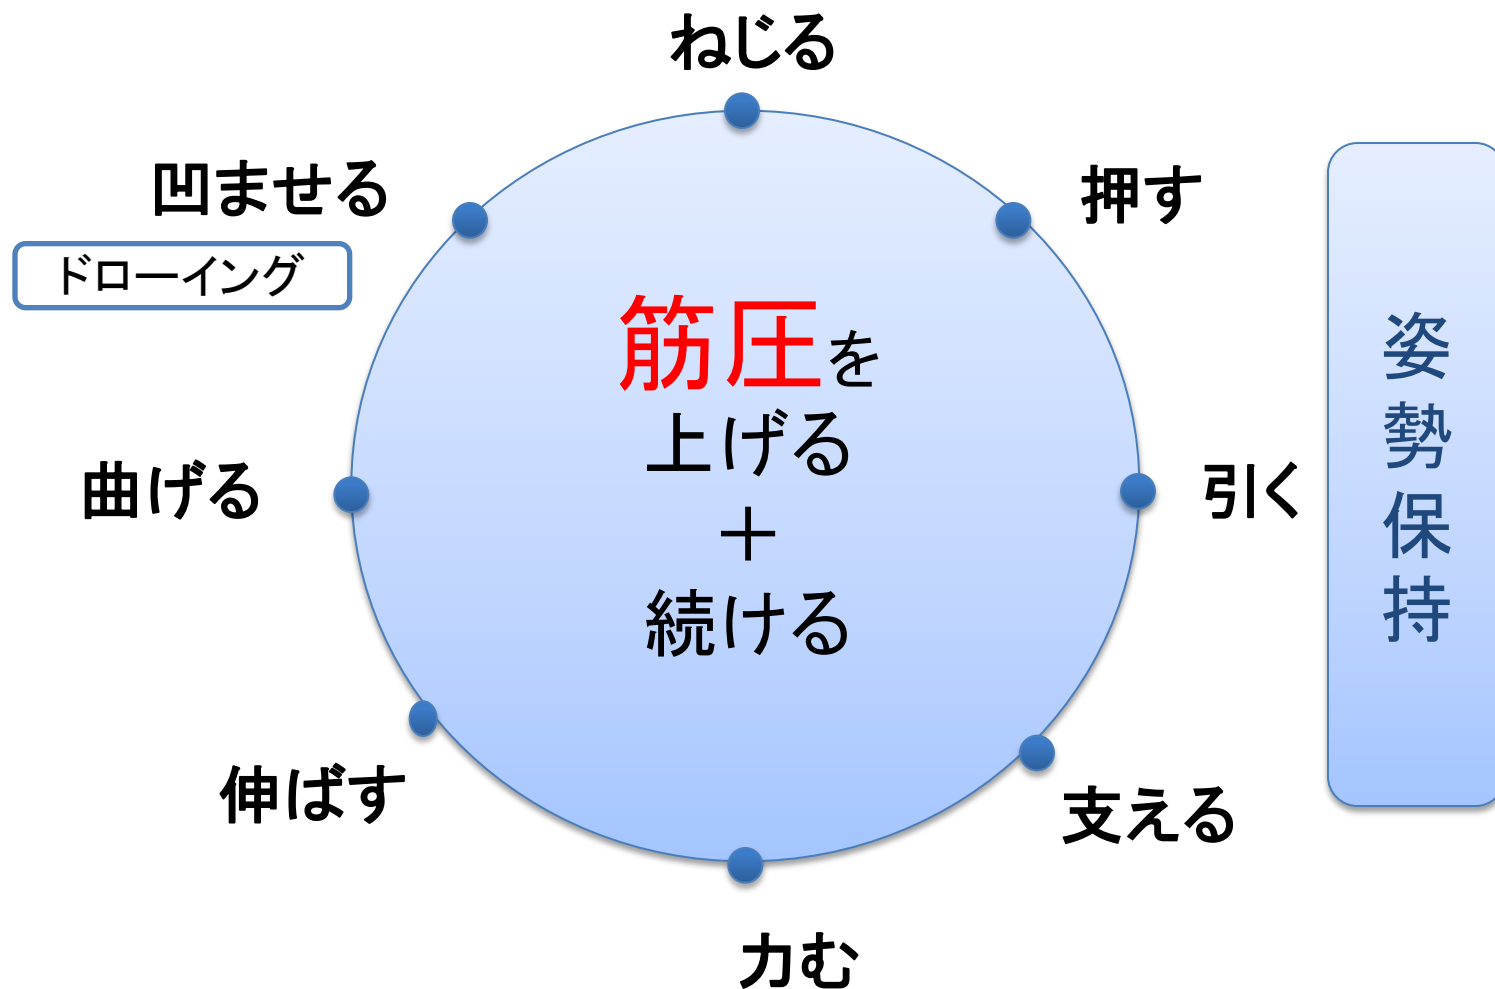 ねじる
凹ませる
押す
ドローイング
筋圧を
上げる
＋
続ける
曲げる
引く
姿勢保持
伸ばす
支える
力む